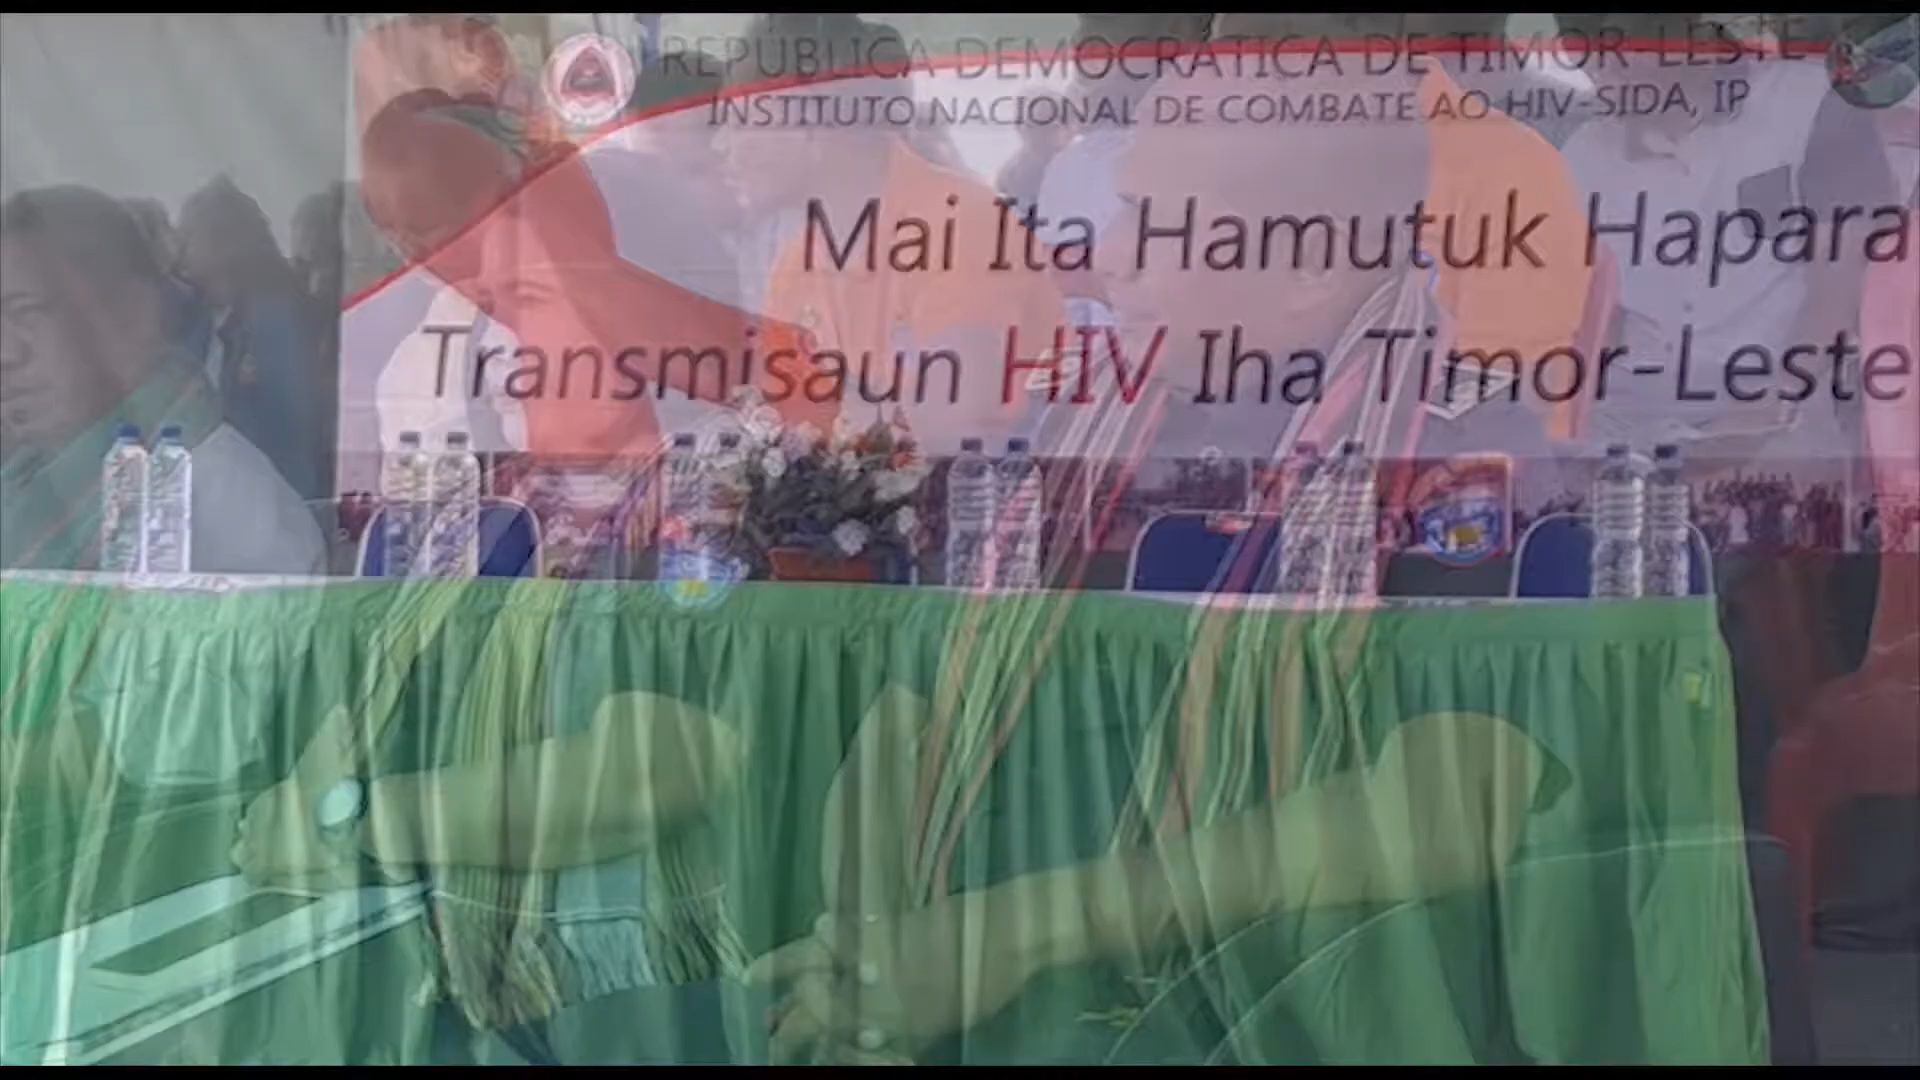 REPÚBLICA DEMOCRÁTICA DE TIMOR-LESTE
INSTITUTO NACIONAL DE COMBATE AO HIV-SIDA, IP
Mai Ita Hamutuk Hapara
Transmisaun HIV Iha Timor-Leste